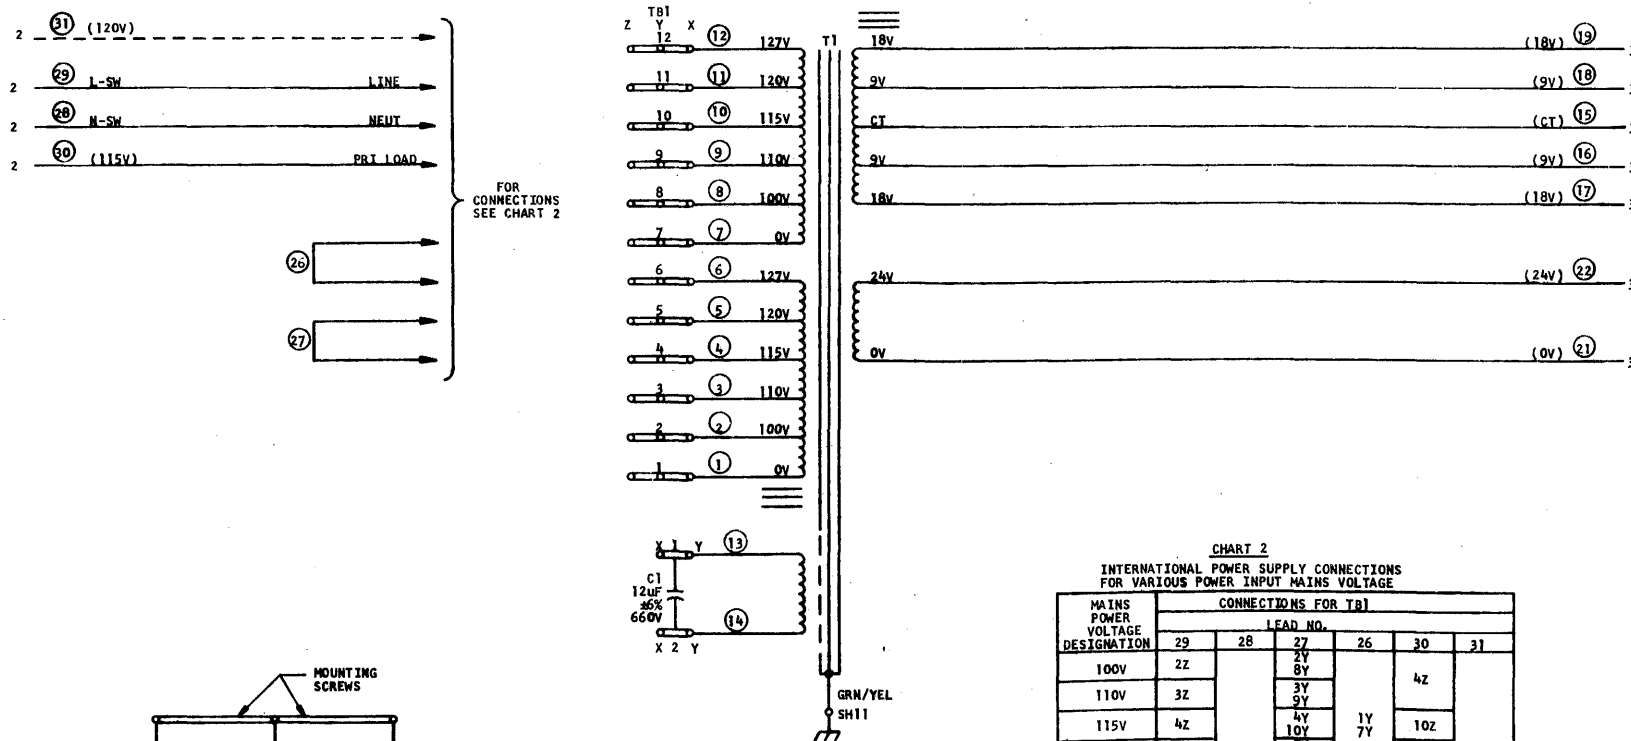 2 31 (120V)
2 29 L-SW LINE
2 28 N-SW NEUT
2 30 (115V) PRI LOAD
26
27
FOR
CONNECTIONS
SEE CHART 2
TB1
Z Y X
12 12 127V
11 11 120V
10 10 115V
9 9 110V
8 8 100V
7 7 0V
6 6 127V
5 5 120V
4 4 115V
3 3 110V
2 2 100V
1 1 0V
T1
18V (18V) 19
9V (9V) 18
CT (CT) 15
9V (9V) 16
18V (18V) 17
24V (24V) 22
0V (0V) 21
X 1 Y 13
C1
12uF
±6%
660V
14
X 2 Y
GRN/YEL
SH11
MOUNTING
SCREWS
CHART 2
INTERNATIONAL POWER SUPPLY CONNECTIONS
FOR VARIOUS POWER INPUT MAINS VOLTAGE
MAINS
POWER
VOLTAGE
DESIGNATION
CONNECTIONS FOR TB1
LEAD NO.
29 28 27 26 30 31
100V 2Z 2Y
8Y
4Z
110V 3Z 3Y
9Y
115V 4Z 4Y
10Y
1Y
7Y
10Z